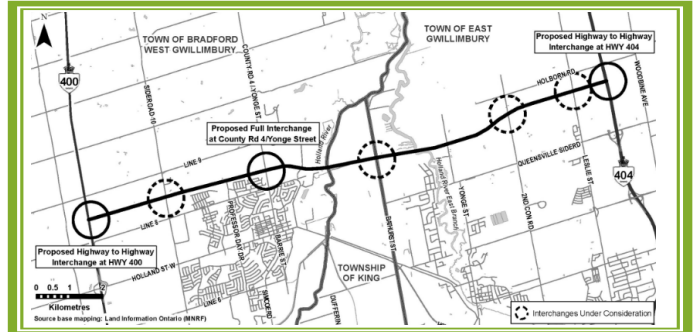 TOWN OF BRADFORD
WEST GWILLIMBURY
TOWN OF EAST
GWILLIMBURY
Proposed Highway to Highway
Interchange at HWY 404
400
SIDEROAD 10
COUNTY RD 4 / YONGE ST.
HOLBORN RD
WOODBINE AVE
Proposed Full Interchange
at County Rd 4/Yonge Street
Holland River
LINE 9
QUEENSVILLE SIDERD
LESLIE ST.
404
LINE 8
PROFESSOR DAY DR
BARRIE ST
BATHURST ST
Holland River
East Branch
YONGE ST.
2ND CON RD
Proposed Highway to Highway
Interchange at HWY 400
HOLLAND ST W
TOWNSHIP
OF KING
LINE 6
SIMCOE RD
DUFFERIN
0 0.5 1 2
Kilometres
Source base mapping: Land Information Ontario (MNRF)
Interchanges Under Consideration